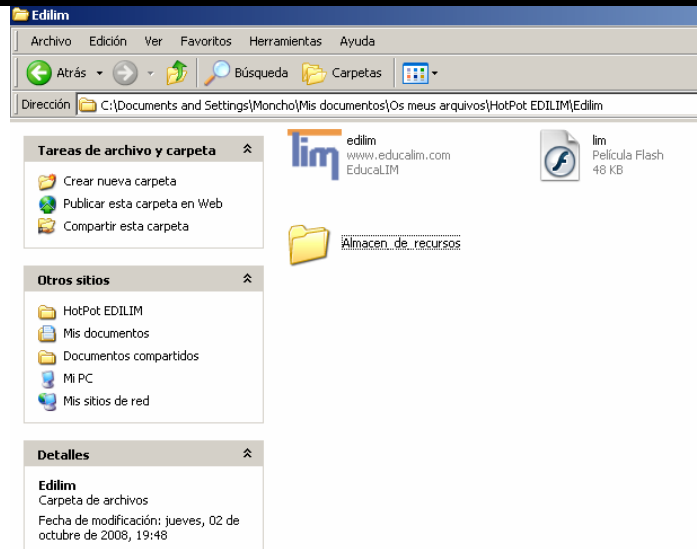 Edilim
Archivo Edición Ver Favoritos Herramientas Ayuda
Atrás Búsqueda Carpetas
Dirección C:\Documents and Settings\Moncho\Mis documentos\Os meus arquivos\HotPot EDILIM\Edilim
Tareas de archivo y carpeta
Crear nueva carpeta
Publicar esta carpeta en Web
Compartir esta carpeta
Otros sitios
HotPot EDILIM
Mis documentos
Documentos compartidos
Mi PC
Mis sitios de red
Detalles
Edilim
Carpeta de archivos
Fecha de modificación: jueves, 02 de
octubre de 2008, 19:48
lim
edilim
www.educalim.com
EducaLIM
lim
Película Flash
48 KB
Almacen_de_recursos